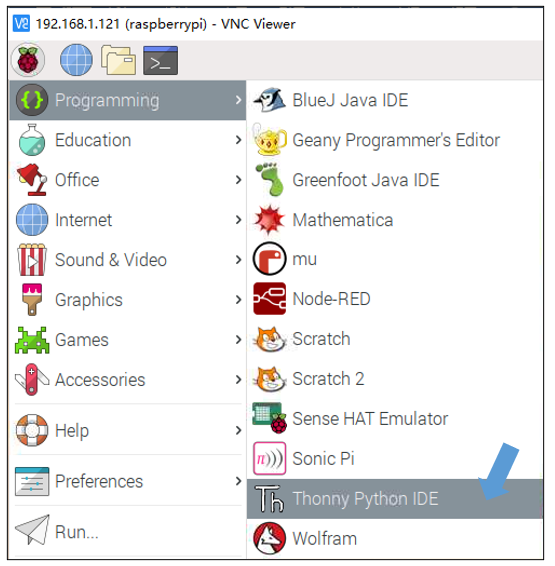 192.168.1.121 (raspberrypi) - VNC Viewer
Programming
Education
Office
Internet
Sound & Video
Graphics
Games
Accessories
Help
Preferences
Run...
BlueJ Java IDE
Geany Programmer's Editor
Greenfoot Java IDE
Mathematica
mu
Node-RED
Scratch
Scratch 2
Sense HAT Emulator
Sonic Pi
Thonny Python IDE
Wolfram